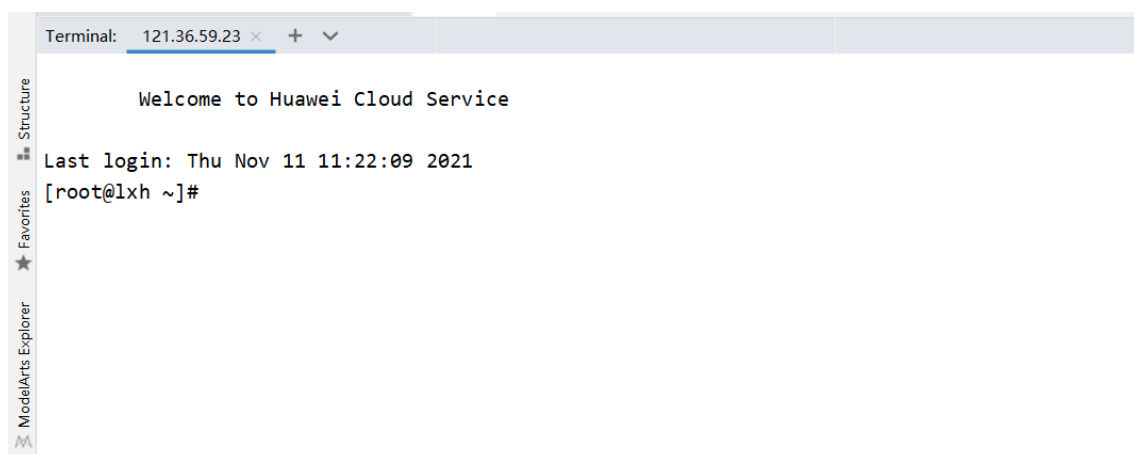 Terminal: 121.36.59.23 × + 
Welcome to Huawei Cloud Service
Last login: Thu Nov 11 11:22:09 2021
[root@lxh ~]#
Structure
Favorites
ModelArts Explorer